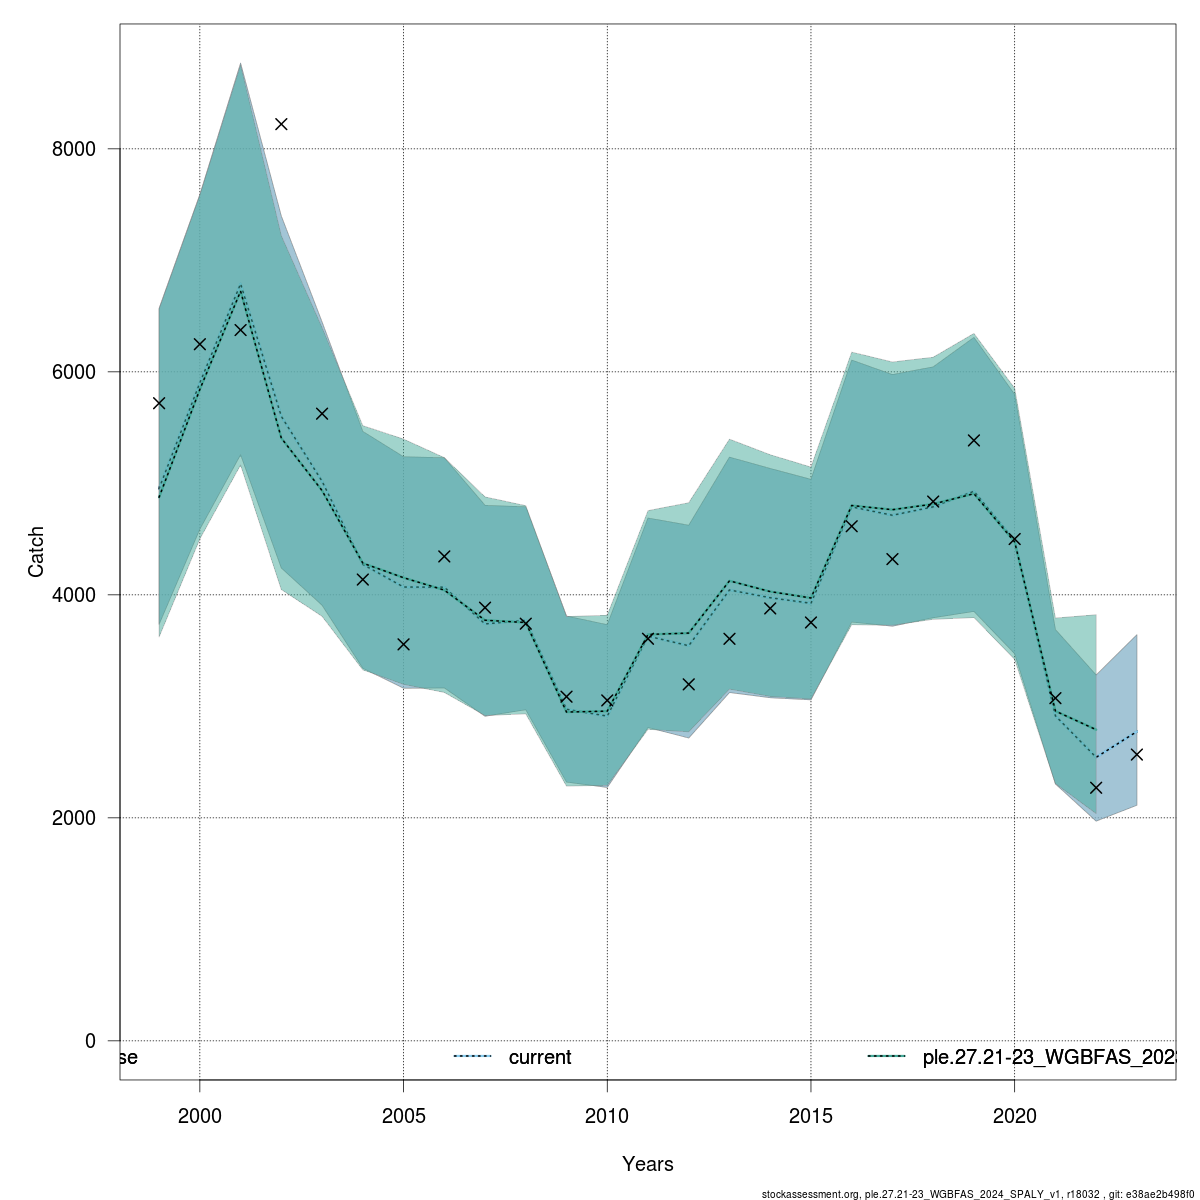 8000
6000
4000
2000
0
Catch
se
current
ple.27.21-23_WGBFAS_202
2000
2005
2010
2015
2020
Years
stockassessment.org, ple.27.21-23_WGBFAS_2024_SPALY_v1, r18032 , git: e38ae2b496f0